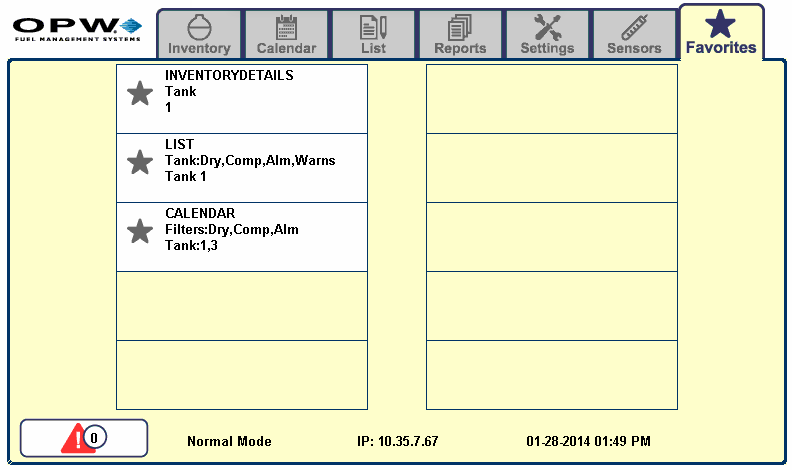 OPW
FUEL MANAGEMENT SYSTEMS
Inventory
Calendar
List
Reports
Settings
Sensors
Favorites
INVENTORYDETAILS
Tank
1
LIST
Tank:Dry,Comp,Alm,Warns
Tank 1
CALENDAR
Filters:Dry,Comp,Alm
Tank:1,3
0
Normal Mode
IP: 10.35.7.67
01-28-2014 01:49 PM